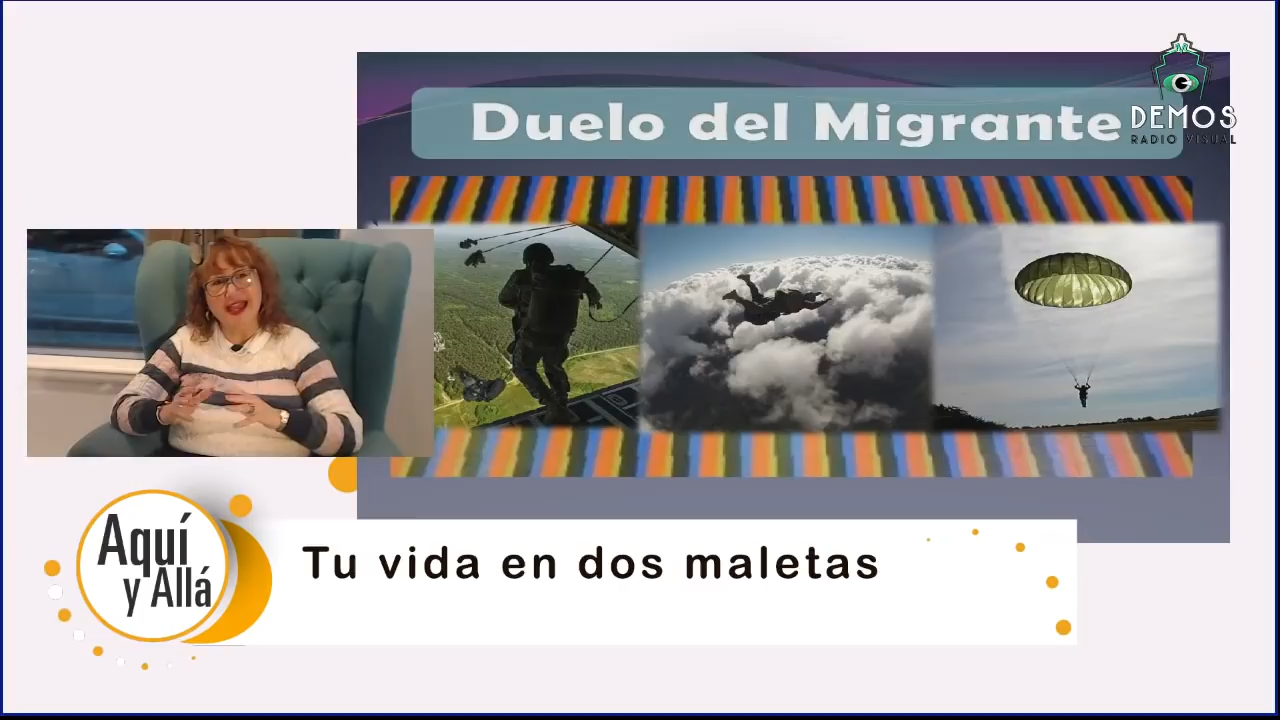 Duelo del Migrante
DEMOS
RADIO VISUAL
Aquí
y Allá
Tu vida en dos maletas